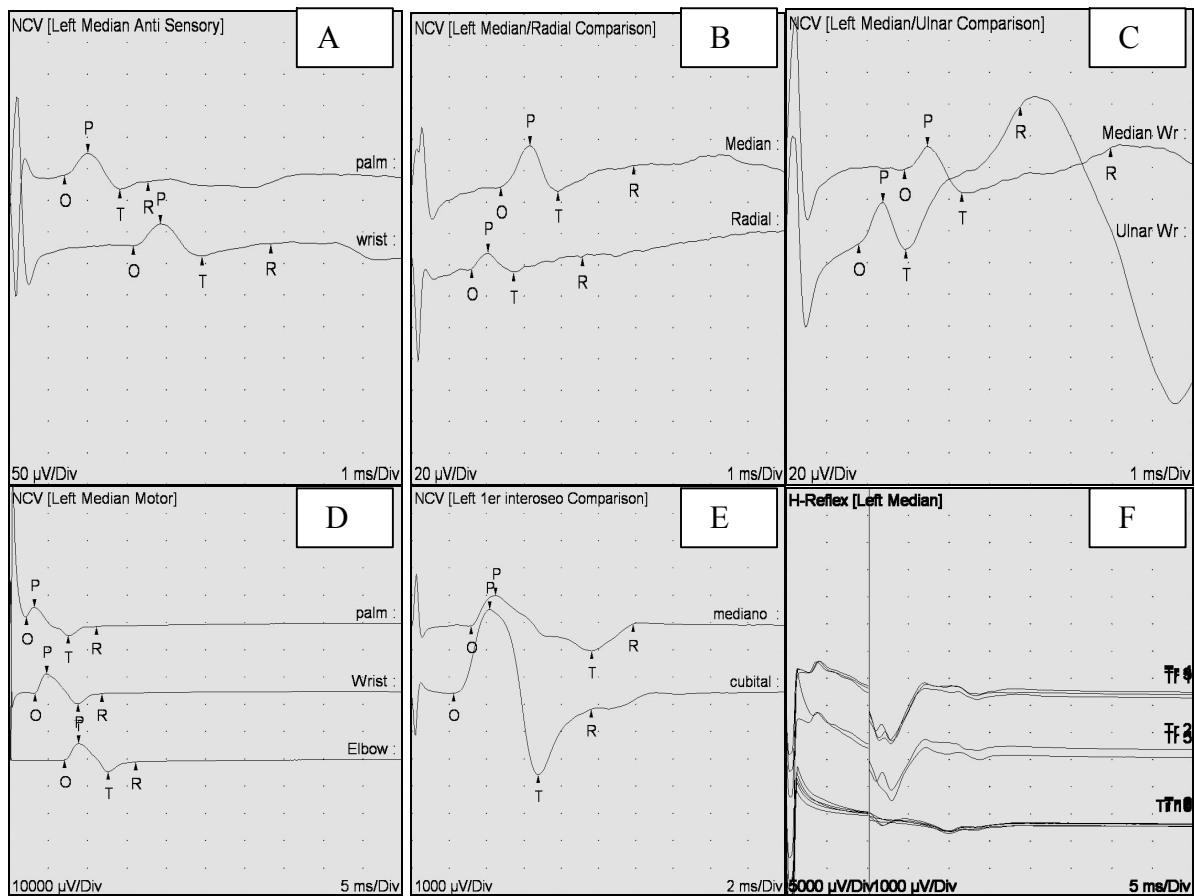 NCV [Left Median Anti Sensory]
A
P
palm :
O
T
R
P
wrist :
O
T
R
50 µV/Div
1 ms/Div
NCV [Left Median/Radial Comparison]
B
P
Median :
O
T
R
P
Radial :
O
T
R
20 µV/Div
1 ms/Div
NCV [Left Median/Ulnar Comparison]
C
P
R
Median Wr :
O
R
P
T
Ulnar Wr :
O
T
20 µV/Div
1 ms/Div
NCV [Left Median Motor]
D
P
palm :
O
T
R
P
Wrist :
O
T
R
P
Elbow :
O
T
R
10000 µV/Div
5 ms/Div
NCV [Left 1er interoseo Comparison]
E
P
P
mediano :
O
T
R
cubital :
O
R
T
1000 µV/Div
2 ms/Div
H-Reflex [Left Median]
F
5000 µV/Div
1000 µV/Div
5 ms/Div